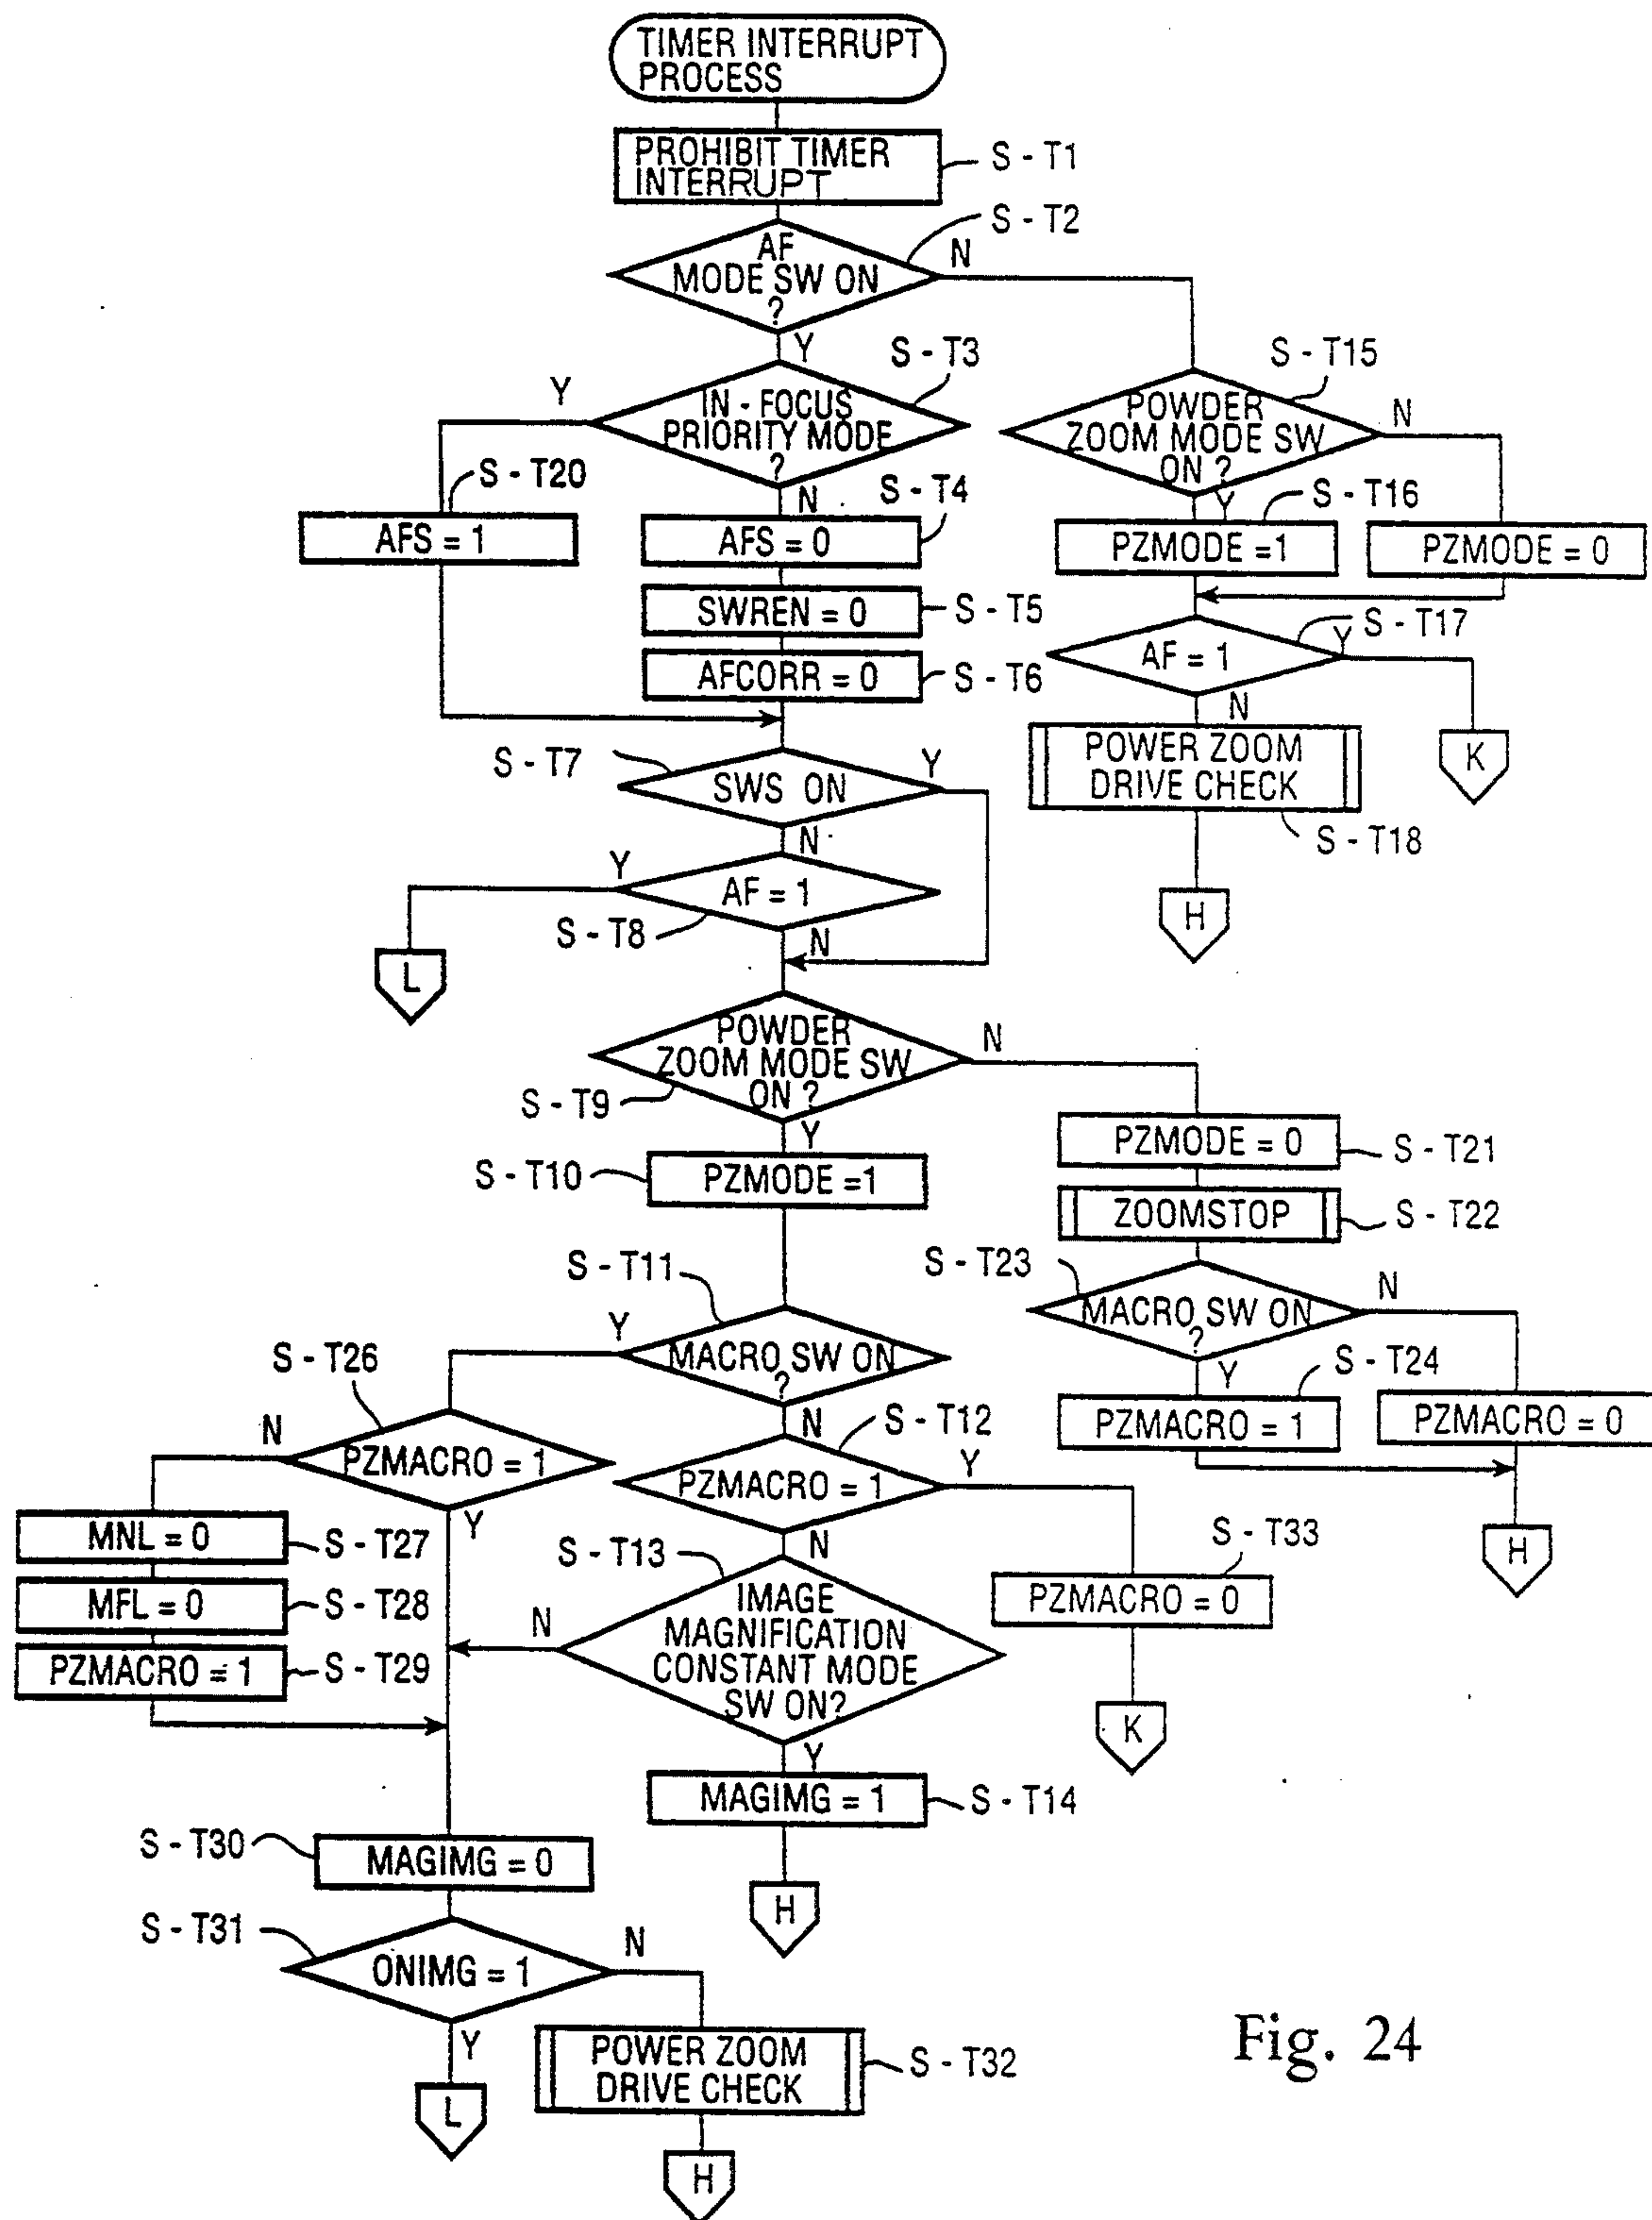 TIMER INTERRUPT
PROCESS
PROHIBIT TIMER
INTERRUPT
S - T1
AF
MODE SW ON
?
S - T2
N
Y
IN - FOCUS
PRIORITY MODE
?
S - T3
Y
N
S - T20
AFS = 1
S - T4
AFS = 0
SWREN = 0
S - T5
AFCORR = 0
S - T6
S - T15
POWDER
ZOOM MODE SW
ON ?
N
Y
S - T16
PZMODE =1
PZMODE = 0
S - T17
AF = 1
Y
N
POWER ZOOM
DRIVE CHECK
S - T18
K
H
S - T7
SWS ON
Y
N
Y
AF = 1
S - T8
N
L
POWDER
ZOOM MODE SW
ON ?
S - T9
N
Y
S - T10
PZMODE =1
PZMODE = 0
S - T21
ZOOMSTOP
S - T22
S - T23
MACRO SW ON
?
N
Y
S - T24
PZMACRO = 1
PZMACRO = 0
H
S - T11
Y
MACRO SW ON
?
N
S - T26
N
PZMACRO = 1
Y
S - T12
PZMACRO = 1
Y
N
MNL = 0
S - T27
MFL = 0
S - T28
PZMACRO = 1
S - T29
S - T13
IMAGE
MAGNIFICATION
CONSTANT MODE
SW ON?
N
Y
S - T33
PZMACRO = 0
K
MAGIMG = 1
S - T14
H
S - T30
MAGIMG = 0
S - T31
ONIMG = 1
N
Y
L
POWER ZOOM
DRIVE CHECK
S - T32
H
Fig. 24